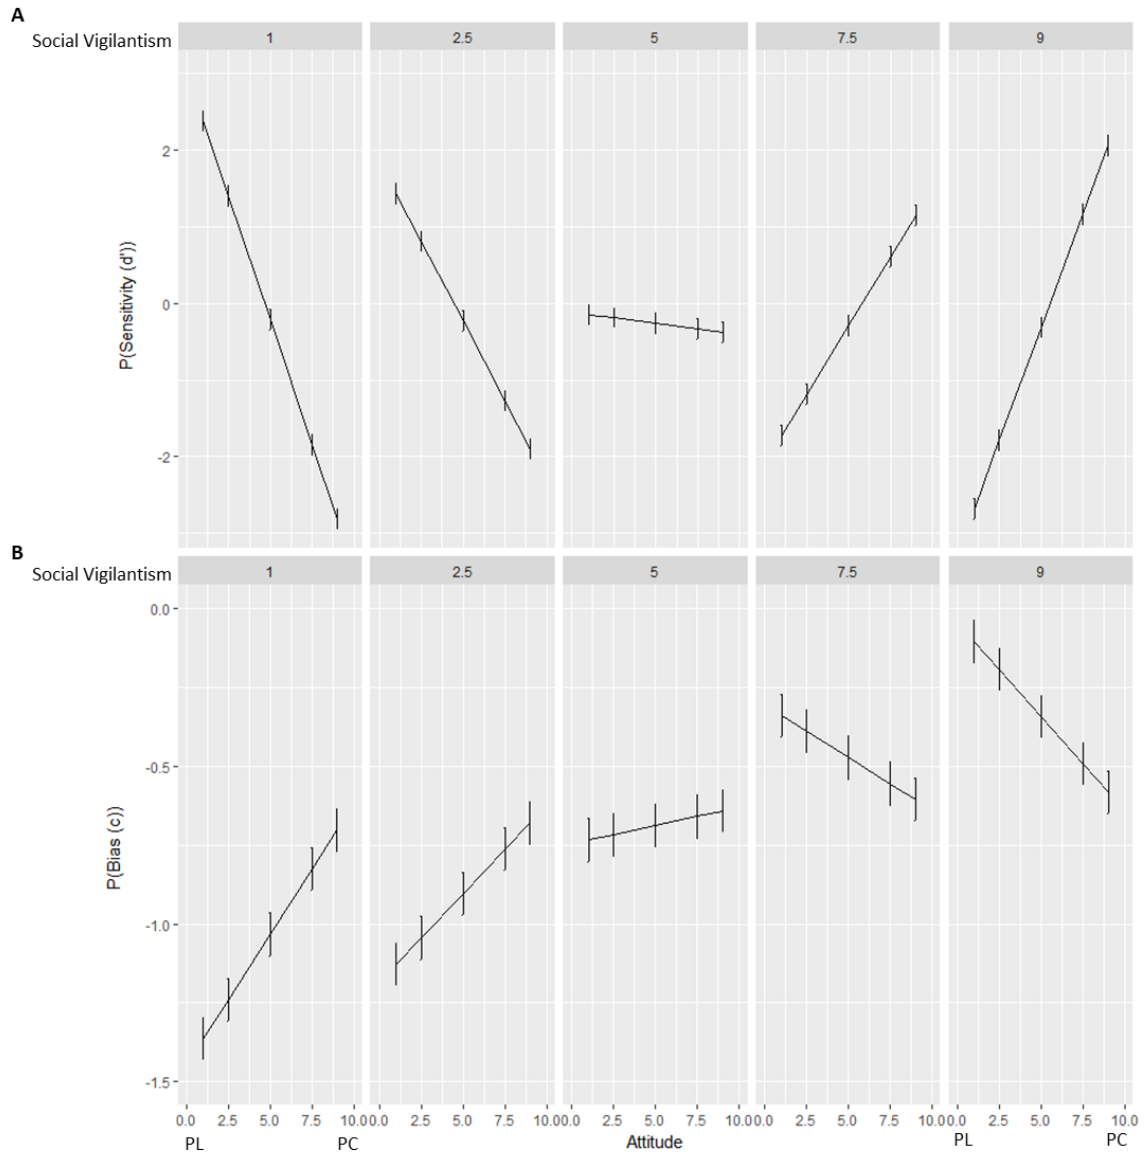 A
Social Vigilantism 1 2.5 5 7.5 9
2
0
-2
P(Sensitivity (d'))
B
Social Vigilantism 1 2.5 5 7.5 9
0.0
-0.5
-1.0
-1.5
P(Bias (c))
0.0 2.5 5.0 7.5 10.0 0.0 2.5 5.0 7.5 10.0 0.0 2.5 5.0 7.5 10.0 0.0 2.5 5.0 7.5 10.0 0.0 2.5 5.0 7.5 10.0
PL PC Attitude PL PC